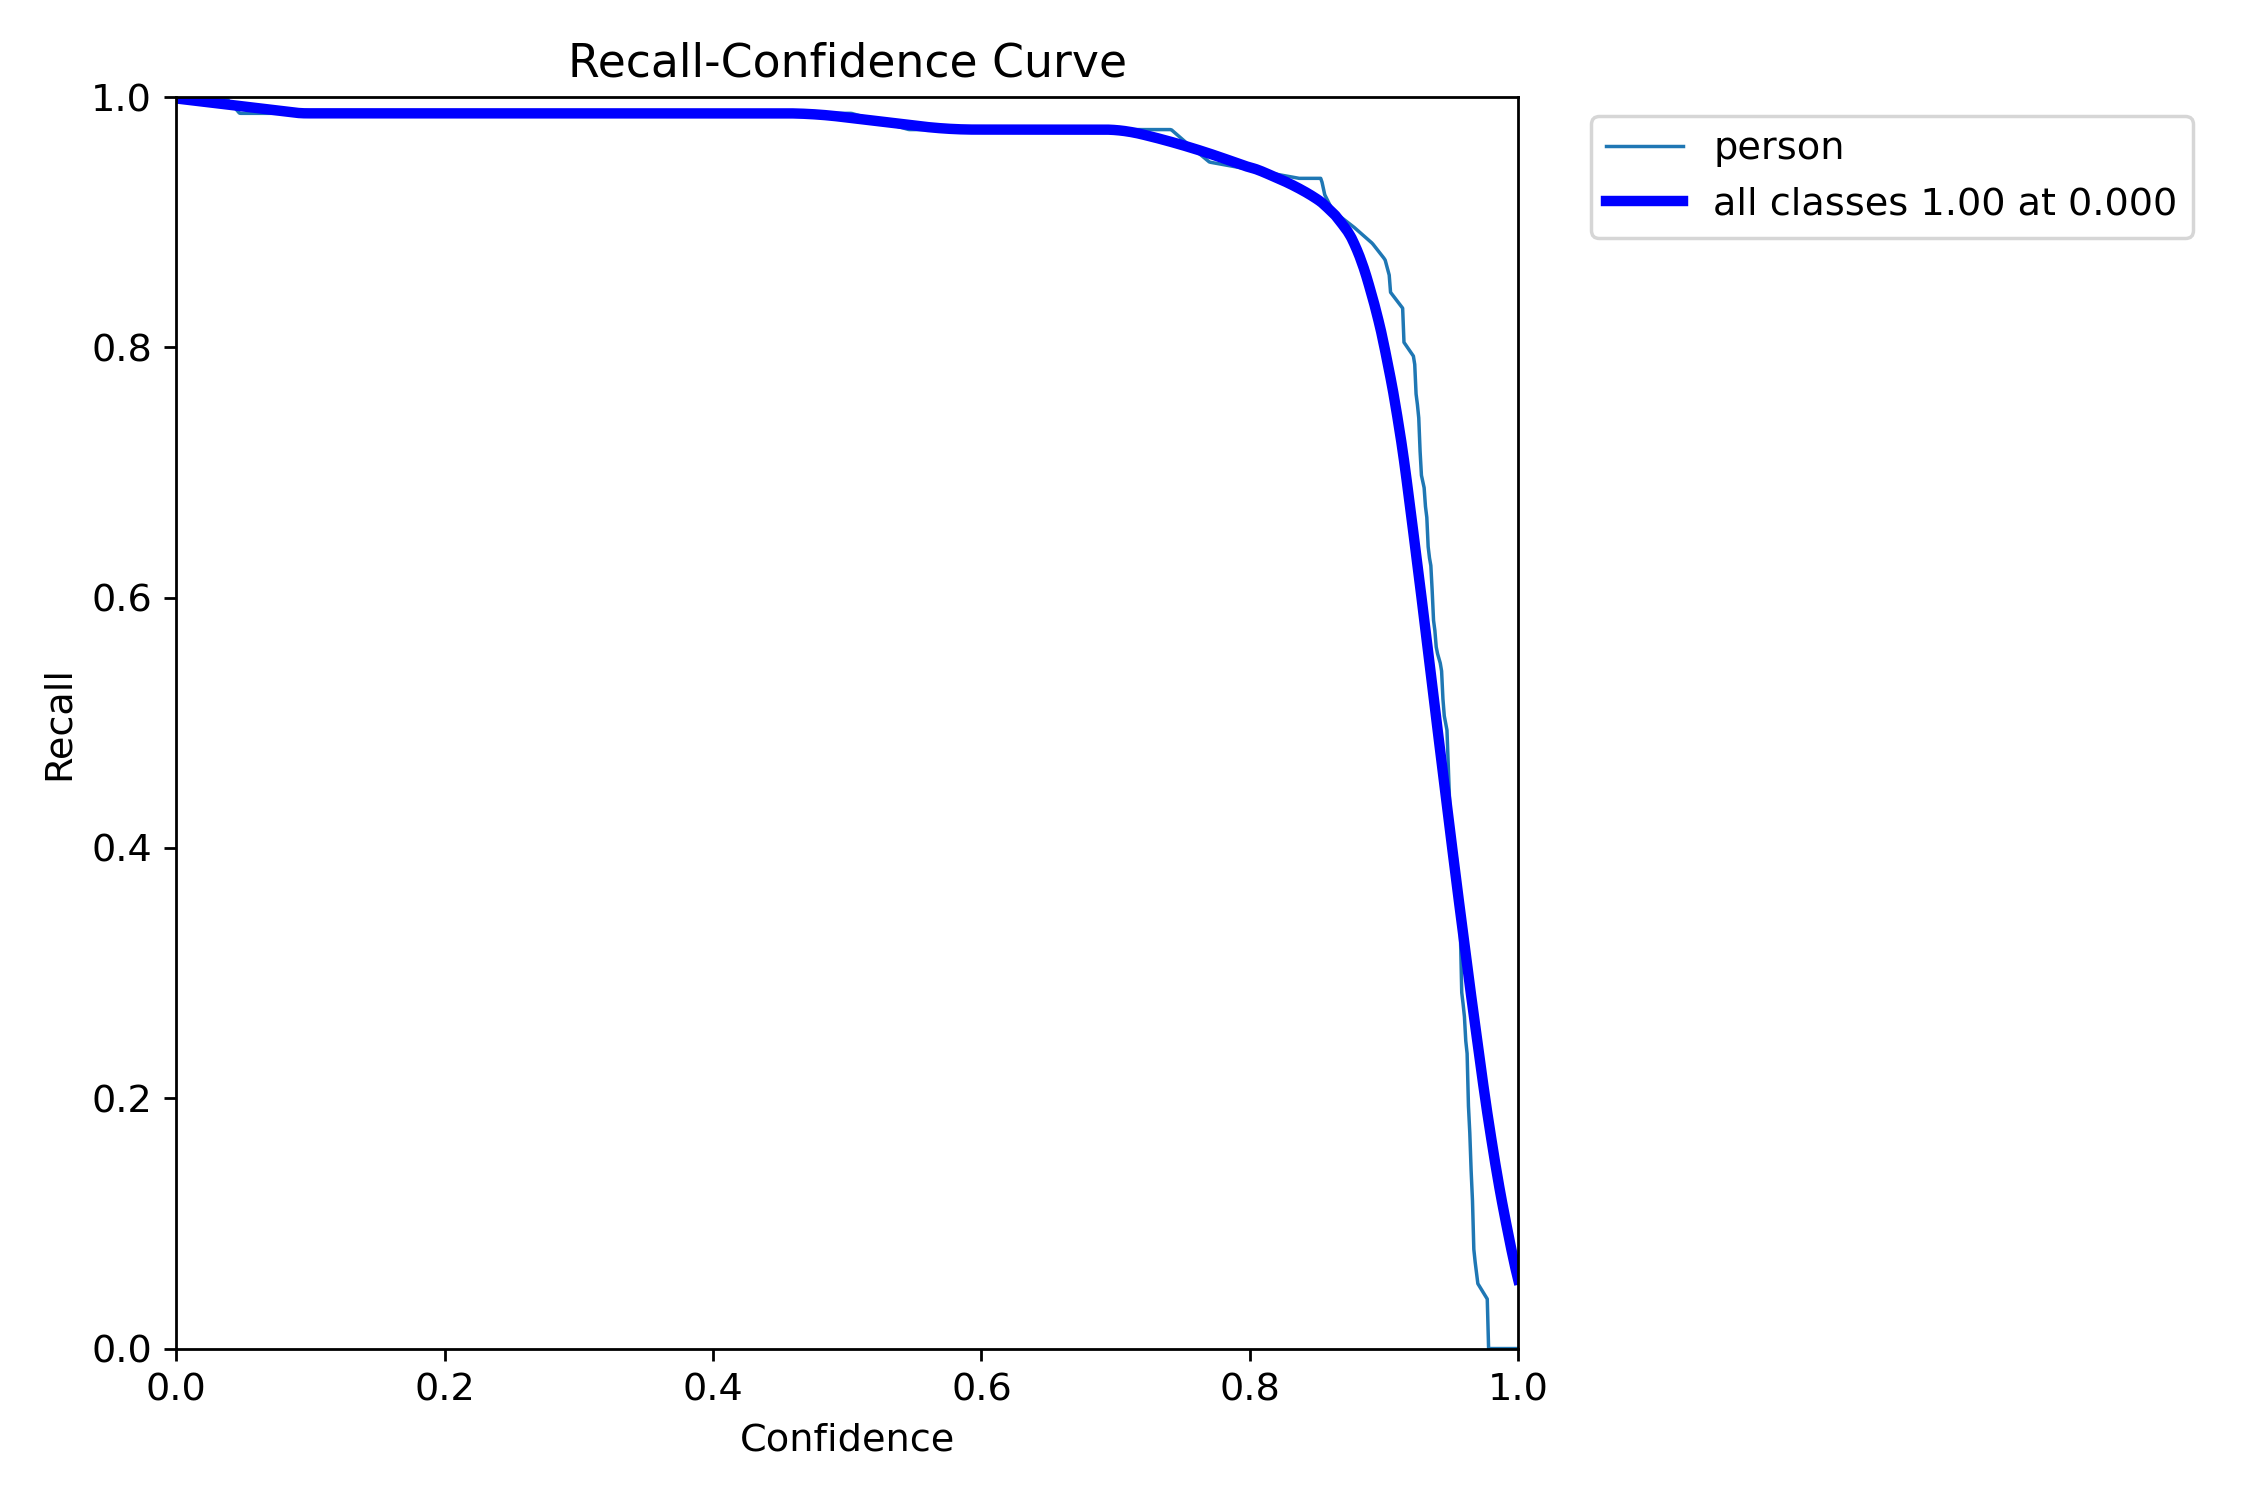 Recall-Confidence Curve
1.0
0.8
0.6
0.4
0.2
0.0
Recall
0.0 0.2 0.4 0.6 0.8 1.0
Confidence
person
all classes 1.00 at 0.000